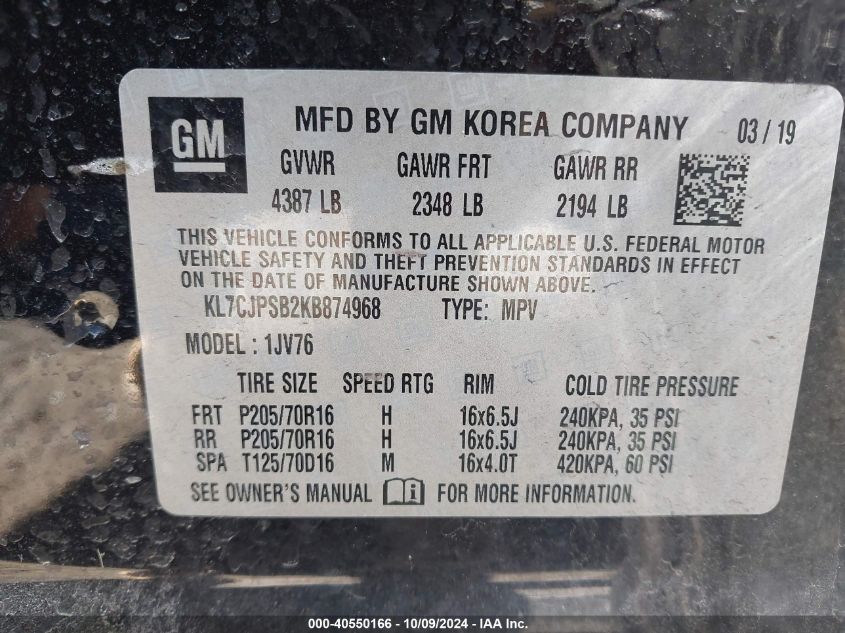 GM
MFD BY GM KOREA COMPANY 03 / 19
GVWR GAWR FRT GAWR RR
4387 LB 2348 LB 2194 LB
THIS VEHICLE CONFORMS TO ALL APPLICABLE U.S. FEDERAL MOTOR
VEHICLE SAFETY AND THEFT PREVENTION STANDARDS IN EFFECT
ON THE DATE OF MANUFACTURE SHOWN ABOVE.
KL7CJPSB2KB874968 TYPE: MPV
MODEL : 1JV76
TIRE SIZE SPEED RTG RIM COLD TIRE PRESSURE
FRT P205/70R16 H 16x6.5J 240KPA, 35 PSI
RR P205/70R16 H 16x6.5J 240KPA, 35 PSI
SPA T125/70D16 M 16x4.0T 420KPA, 60 PSI
SEE OWNER'S MANUAL FOR MORE INFORMATION.
000-40550166 - 10/09/2024 - IAA Inc.